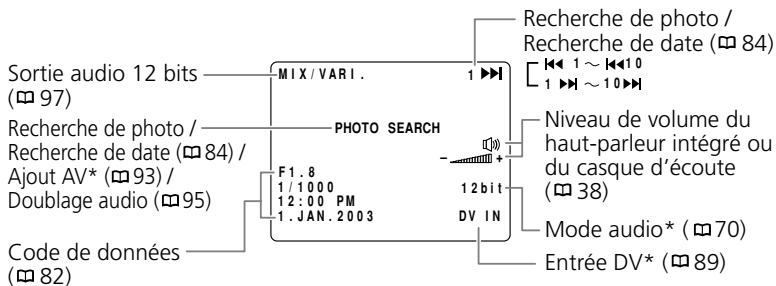 Sortie audio 12 bits
(📖 97)
Recherche de photo /
Recherche de date (📖 84) /
Ajout AV* (📖 93) /
Doublage audio (📖 95)
Code de données
(📖 82)
MIX/VARI.
1 ▶▶|
PHOTO SEARCH
− +
F1.8
1/1000
12:00 PM
1.JAN.2003
12bit
DV IN
Recherche de photo /
Recherche de date (📖 84)
|◀◀ 1 ~ |◀◀10
1 ▶▶| ~ 10▶▶|
Niveau de volume du
haut-parleur intégré ou
du casque d'écoute
(📖 38)
Mode audio* (📖 70)
Entrée DV* (📖 89)